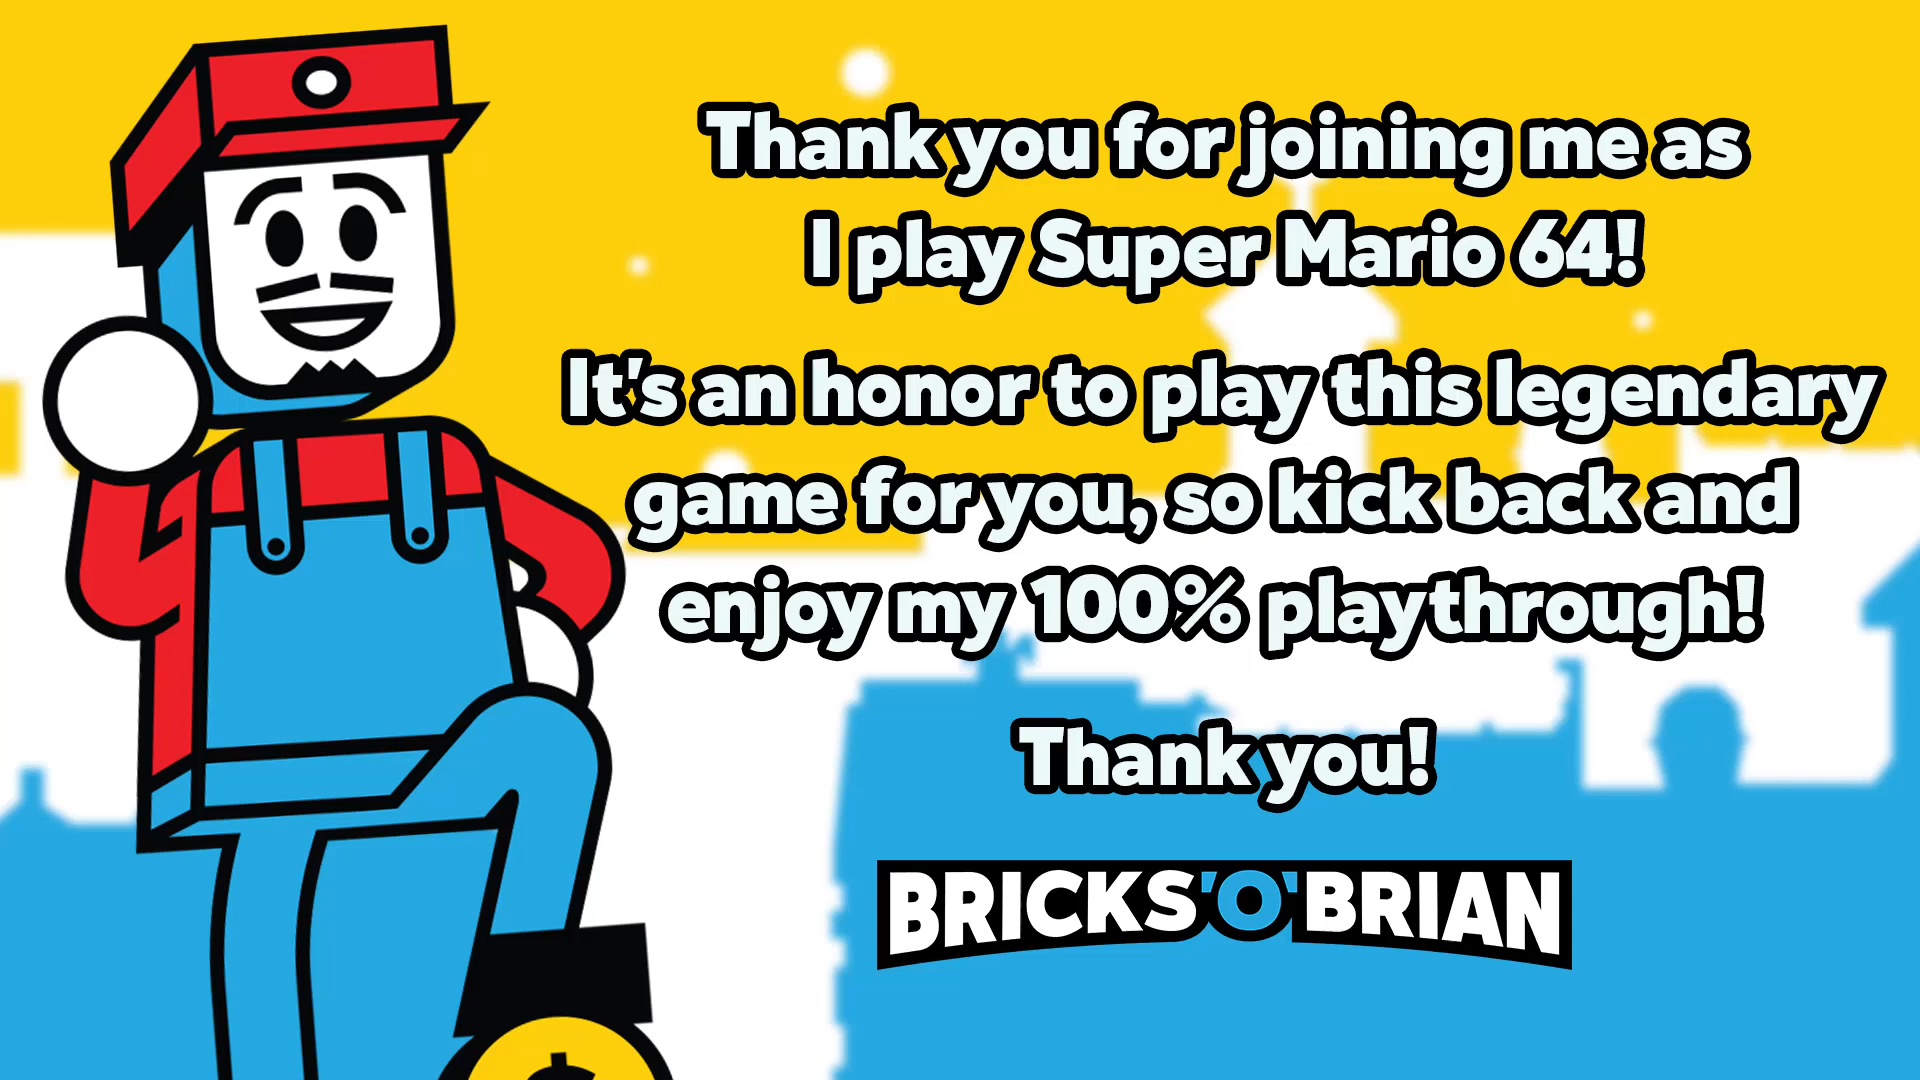 Thank you for joining me as
I play Super Mario 64!
It's an honor to play this legendary
game for you, so kick back and
enjoy my 100% playthrough!
Thank you!
BRICKS'O'BRIAN